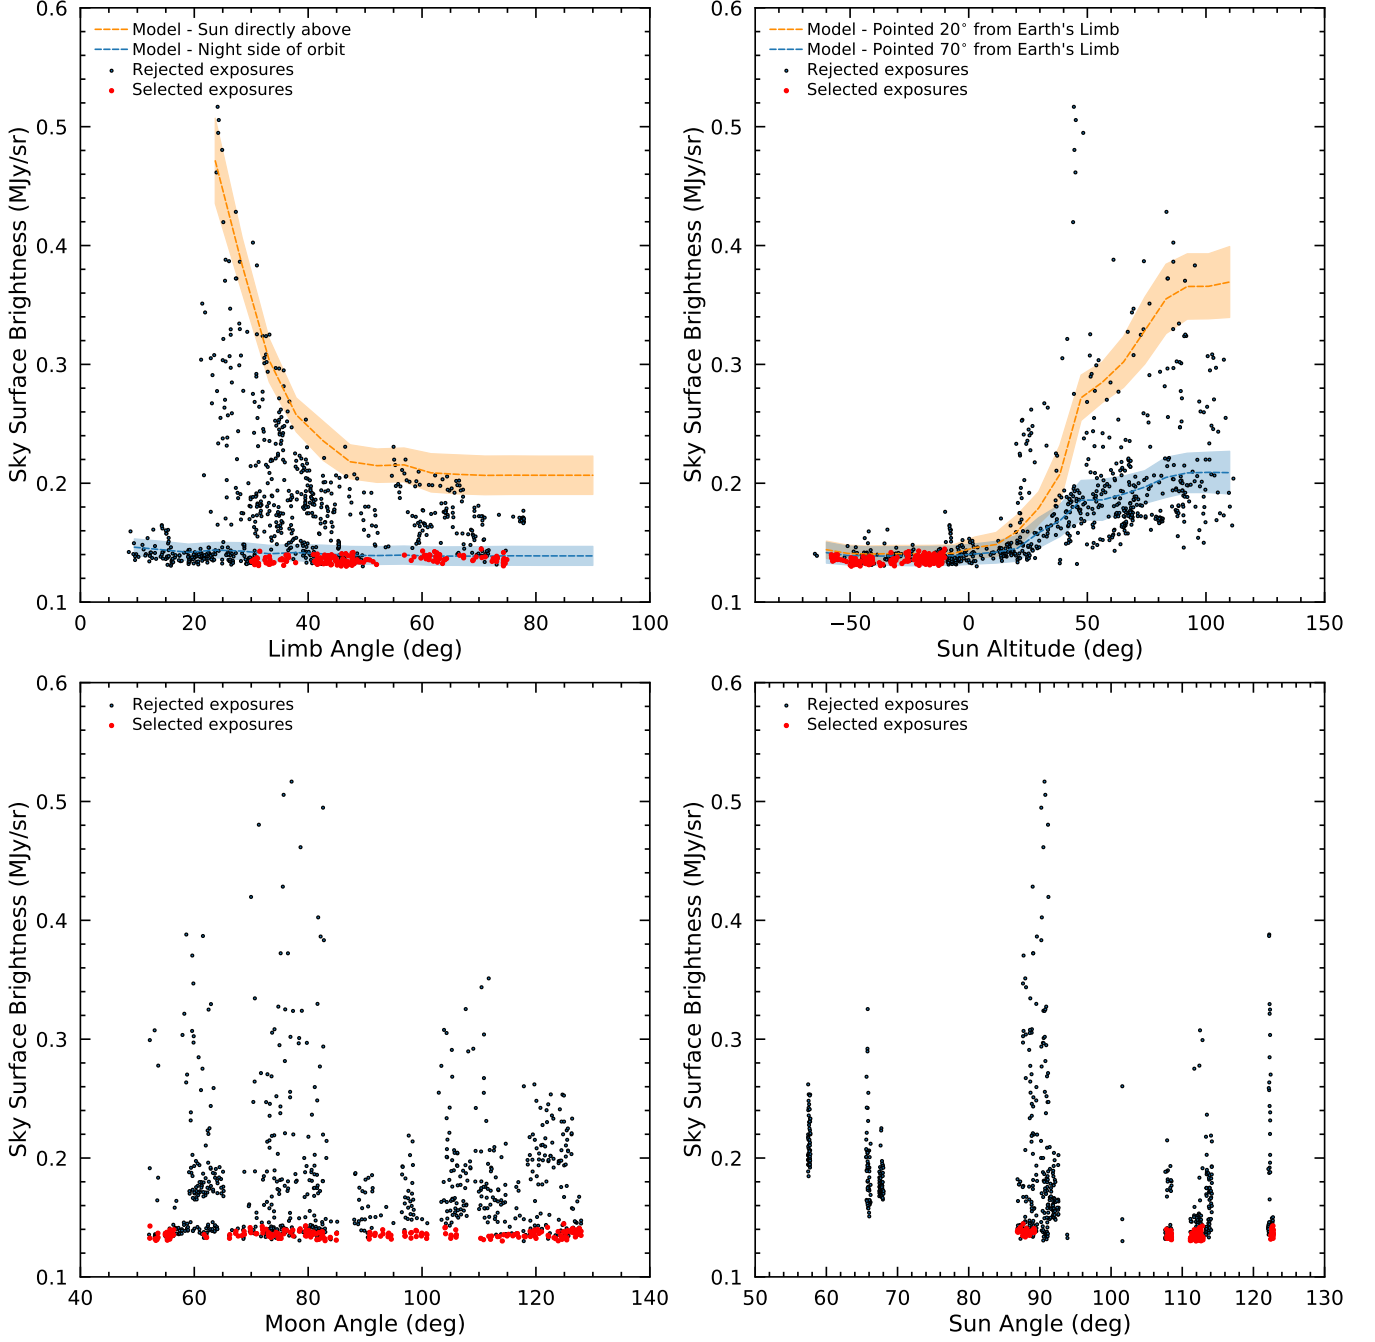 0.6
0.5
0.4
0.3
0.2
0.1
Sky Surface Brightness (MJy/sr)
Model - Sun directly above
Model - Night side of orbit
Rejected exposures
Selected exposures
0 20 40 60 80 100
Limb Angle (deg)
0.6
0.5
0.4
0.3
0.2
0.1
Sky Surface Brightness (MJy/sr)
Model - Pointed 20° from Earth's Limb
Model - Pointed 70° from Earth's Limb
Rejected exposures
Selected exposures
−50 0 50 100 150
Sun Altitude (deg)
0.6
0.5
0.4
0.3
0.2
0.1
Sky Surface Brightness (MJy/sr)
Rejected exposures
Selected exposures
40 60 80 100 120 140
Moon Angle (deg)
0.6
0.5
0.4
0.3
0.2
0.1
Sky Surface Brightness (MJy/sr)
Rejected exposures
Selected exposures
50 60 70 80 90 100 110 120 130
Sun Angle (deg)